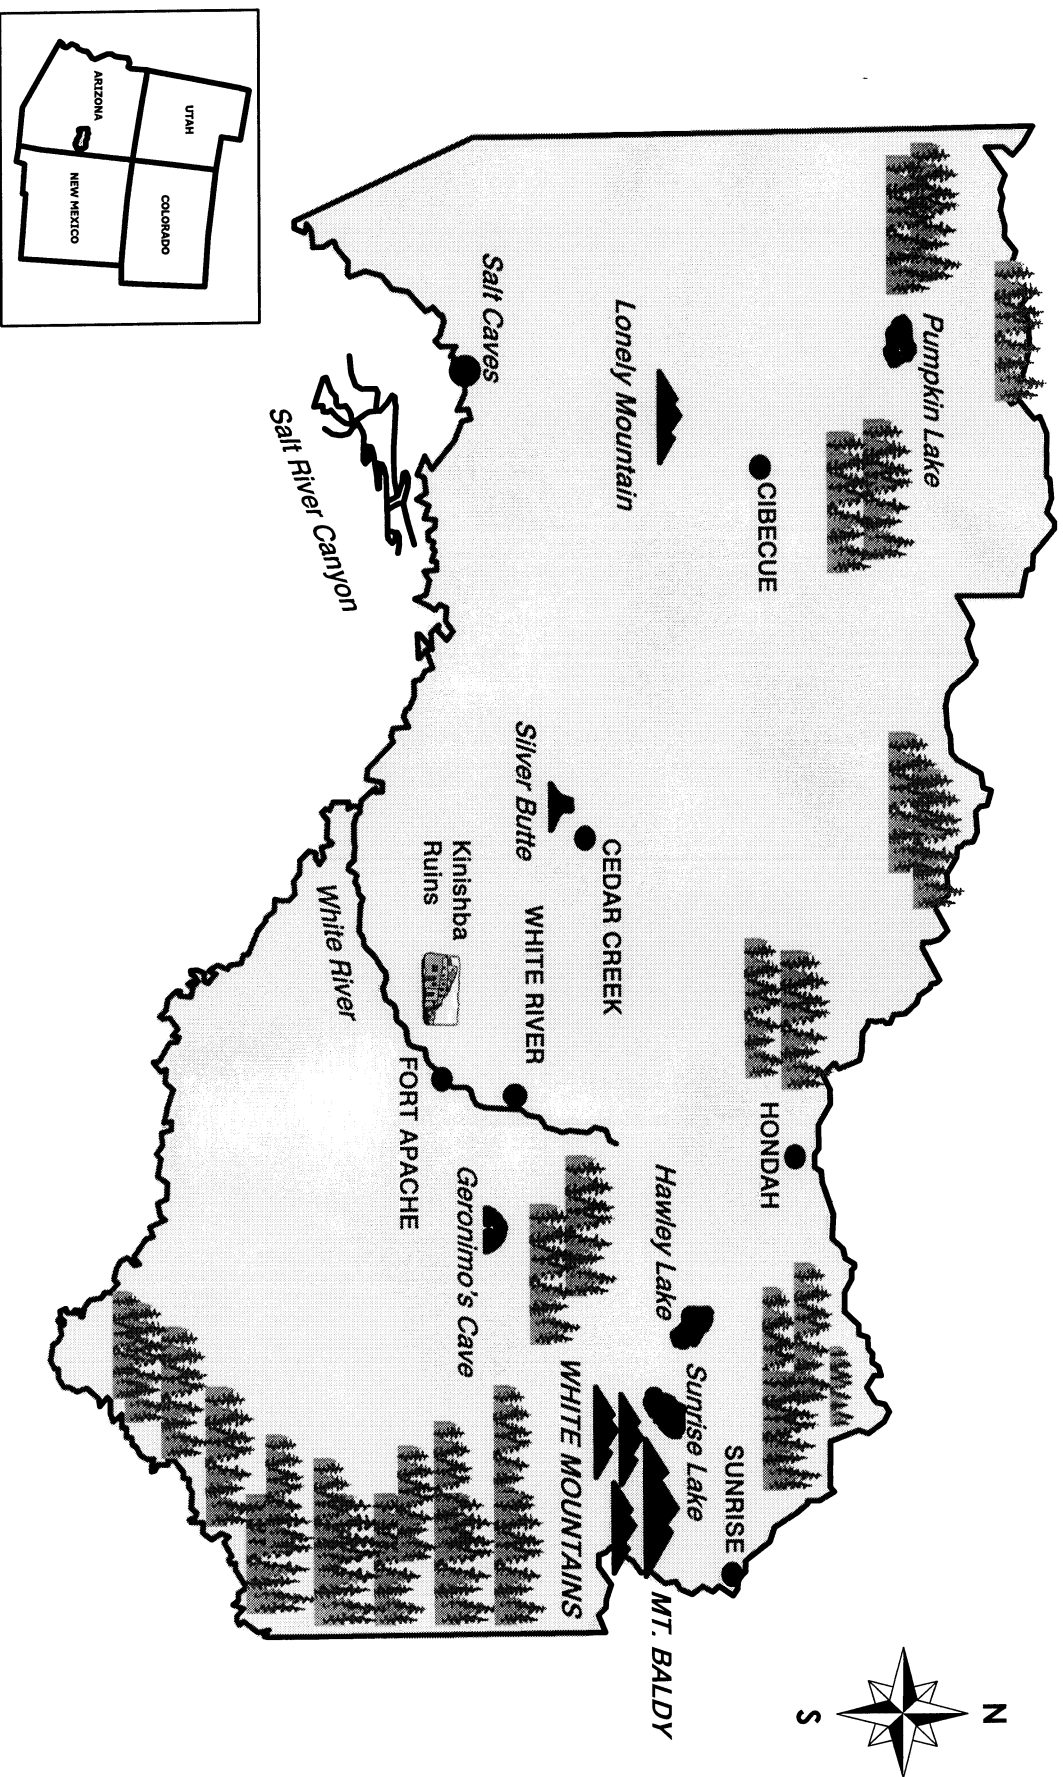 N
S
Pumpkin Lake
CIBECUE
Lonely Mountain
Salt Caves
Salt River Canyon
HONDAH
Hawley Lake
SUNRISE
Sunrise Lake
MT. BALDY
WHITE MOUNTAINS
CEDAR CREEK
Silver Butte
WHITE RIVER
Kinishba
Ruins
Geronimo's Cave
FORT APACHE
White River
UTAH
COLORADO
ARIZONA
NEW MEXICO